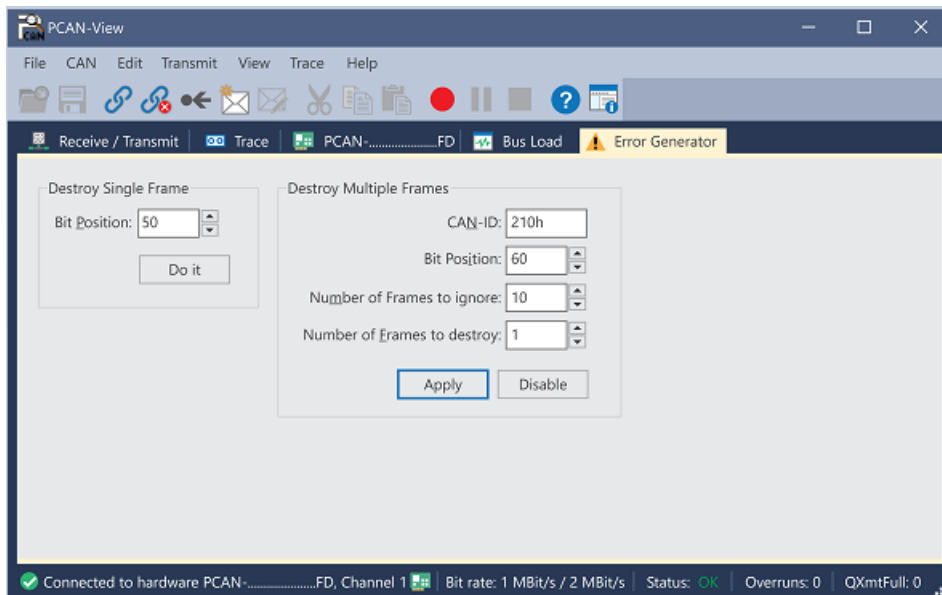 PCAN-View
File CAN Edit Transmit View Trace Help
Receive / Transmit Trace PCAN-.....................FD Bus Load Error Generator
Destroy Single Frame
Bit Position: 50
Do it
Destroy Multiple Frames
CAN-ID: 210h
Bit Position: 60
Number of Frames to ignore: 10
Number of Frames to destroy: 1
Apply Disable
Connected to hardware PCAN-.....................FD, Channel 1 Bit rate: 1 MBit/s / 2 MBit/s Status: OK Overruns: 0 QXmtFull: 0